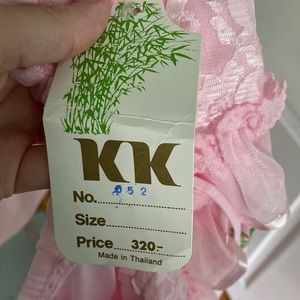 KK
No. 052
Size
Price 320-
Made in Thailand